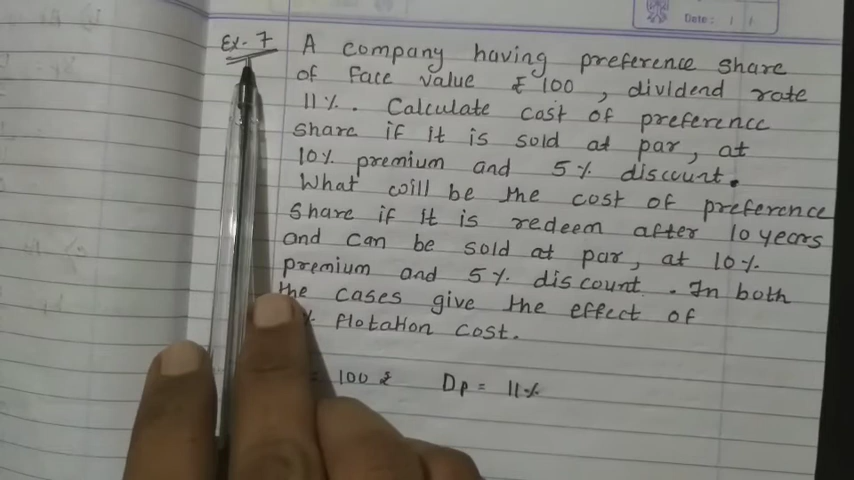 Ex-7 A company having preference share
of Face value ₹ 100, dividend rate
11%. Calculate cost of preference
share if it is sold at par, at
10% premium and 5% discount.
What will be the cost of preference
share if it is redeem after 10 years
and can be sold at par, at 10%
premium and 5% discount. In both
the cases give the effect of
% flotation cost.
= 100 ₹ Dp = 11%
Date: / /